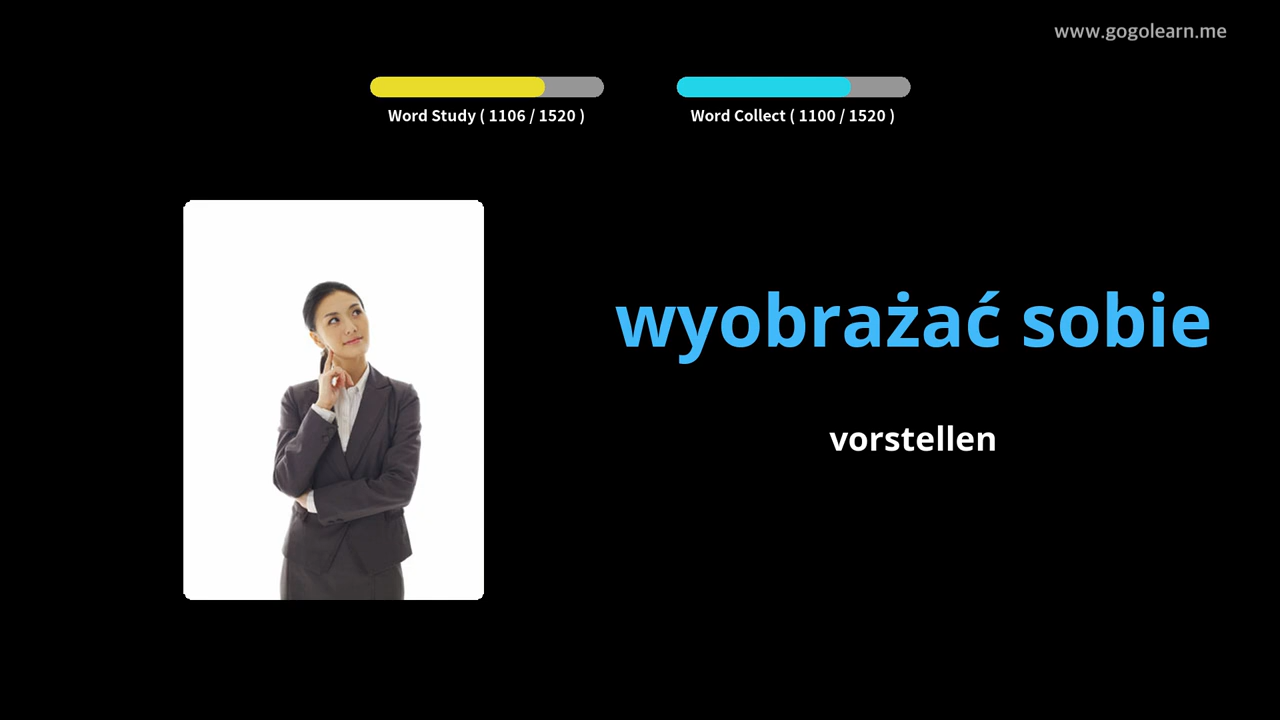 www.gogolearn.me
Word Study ( 1106 / 1520 )
Word Collect ( 1100 / 1520 )
wyobrażać sobie
vorstellen